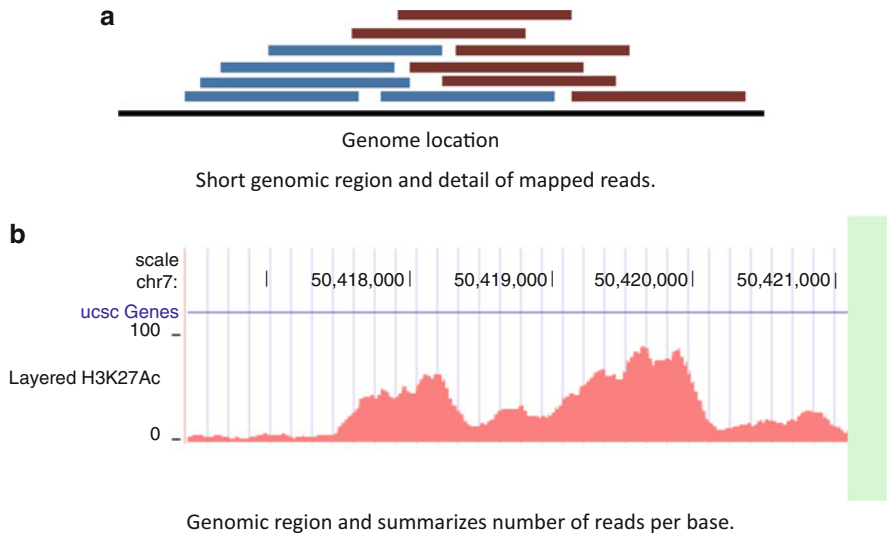 a
Genome location
Short genomic region and detail of mapped reads.
b
scale
chr7: 50,418,000 50,419,000 50,420,000 50,421,000
ucsc Genes
100
Layered H3K27Ac
0
Genomic region and summarizes number of reads per base.